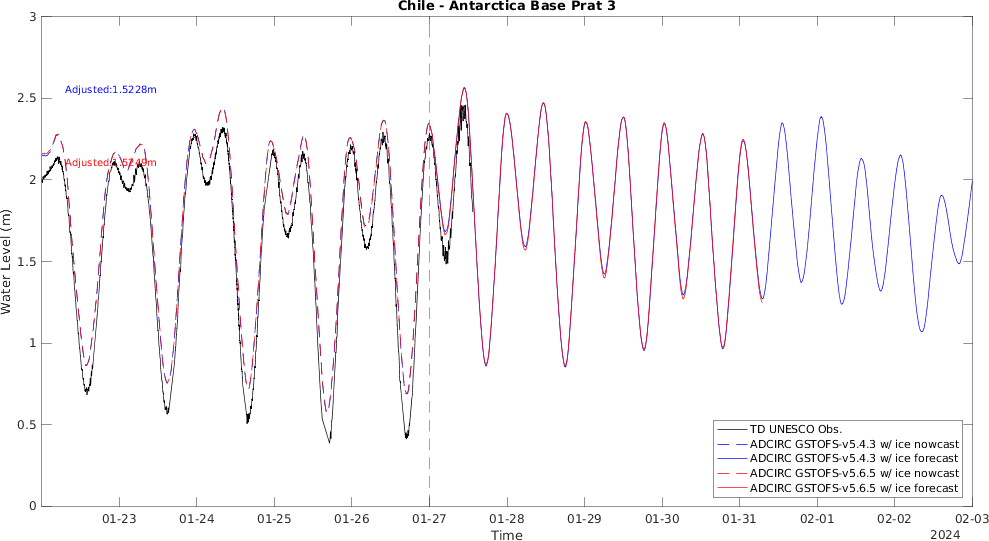 Chile - Antarctica Base Prat 3
3
2.5
2
1.5
1
0.5
0
Water Level (m)
Adjusted:1.5228m
Adjusted:1.5249m
TD UNESCO Obs.
ADCIRC GSTOFS-v5.4.3 w/ ice nowcast
ADCIRC GSTOFS-v5.4.3 w/ ice forecast
ADCIRC GSTOFS-v5.6.5 w/ ice nowcast
ADCIRC GSTOFS-v5.6.5 w/ ice forecast
01-23 01-24 01-25 01-26 01-27 01-28 01-29 01-30 01-31 02-01 02-02 02-03
Time
2024